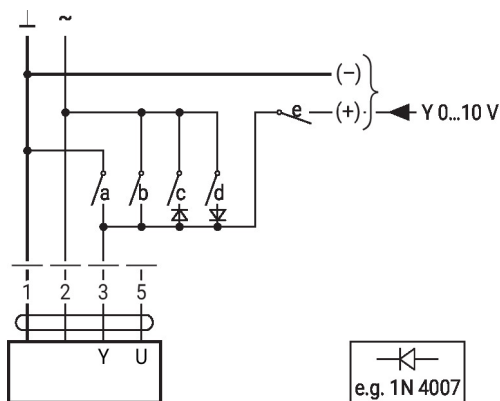 ⊥ ~
(−)
e (+) Y 0...10 V
a b c d
1 2 3 5
Y U
e.g. 1N 4007